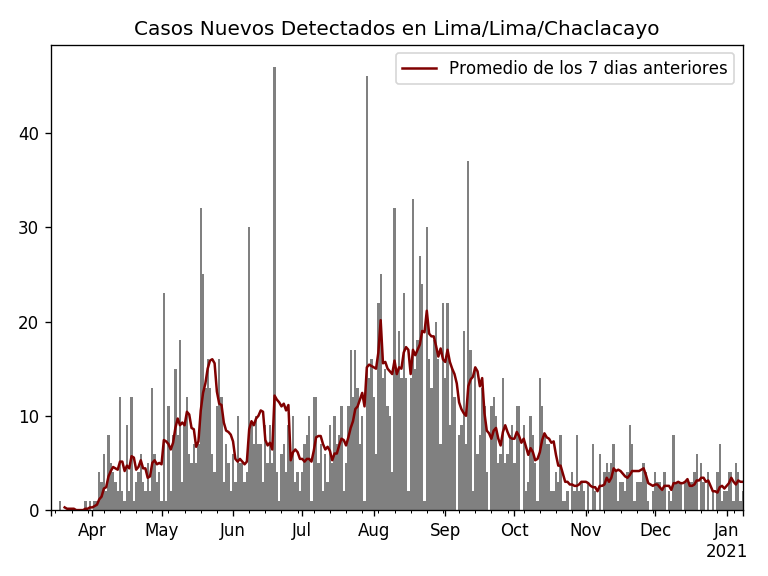 Casos Nuevos Detectados en Lima/Lima/Chaclacayo
Promedio de los 7 dias anteriores
40
30
20
10
0
Apr May Jun Jul Aug Sep Oct Nov Dec Jan
2021